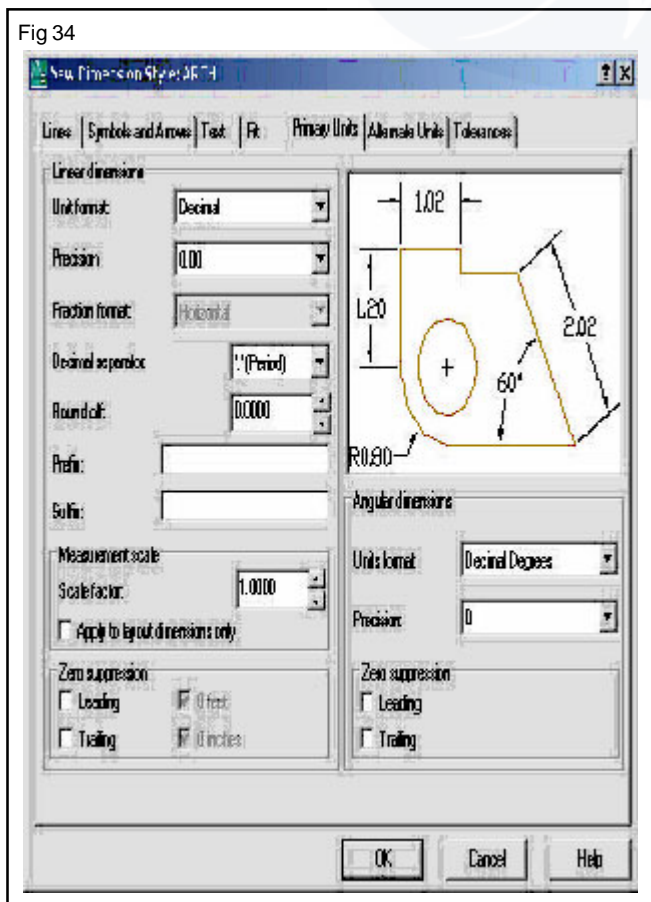 Fig 34
New Dimension Style: ARCH
Lines Symbols and Arrows Text Fit Primary Units Alternate Units Tolerances
Linear dimensions
Unit format: Decimal
Precision 0.00
Fraction format: Horizontal
Decimal separator: '.' (Period)
Round off: 0.0000
Prefix:
Suffix:
Measurement scale
Scale factor: 1.0000
Apply to layout dimensions only
Zero suppression
Leading 0 feet
Trailing 0 inches
1.02
1.20
2.02
60°
R0.80
Angular dimensions
Units format: Decimal Degrees
Precision: 0
Zero suppression
Leading
Trailing
OK Cancel Help